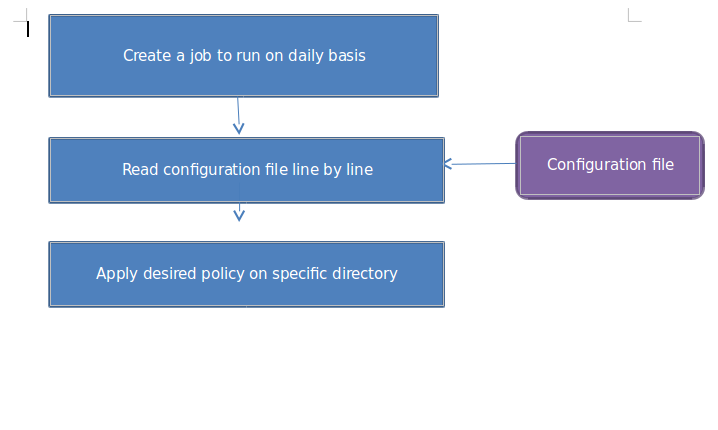 Create a job to run on daily basis
Read configuration file line by line
Configuration file
Apply desired policy on specific directory